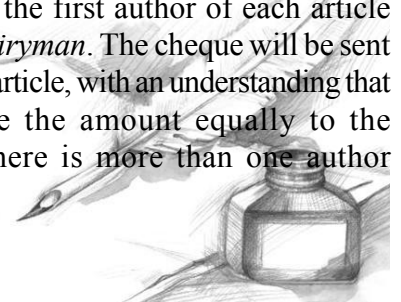 the first author of each article
iryman. The cheque will be sent
article, with an understanding that
e the amount equally to the
here is more than one author